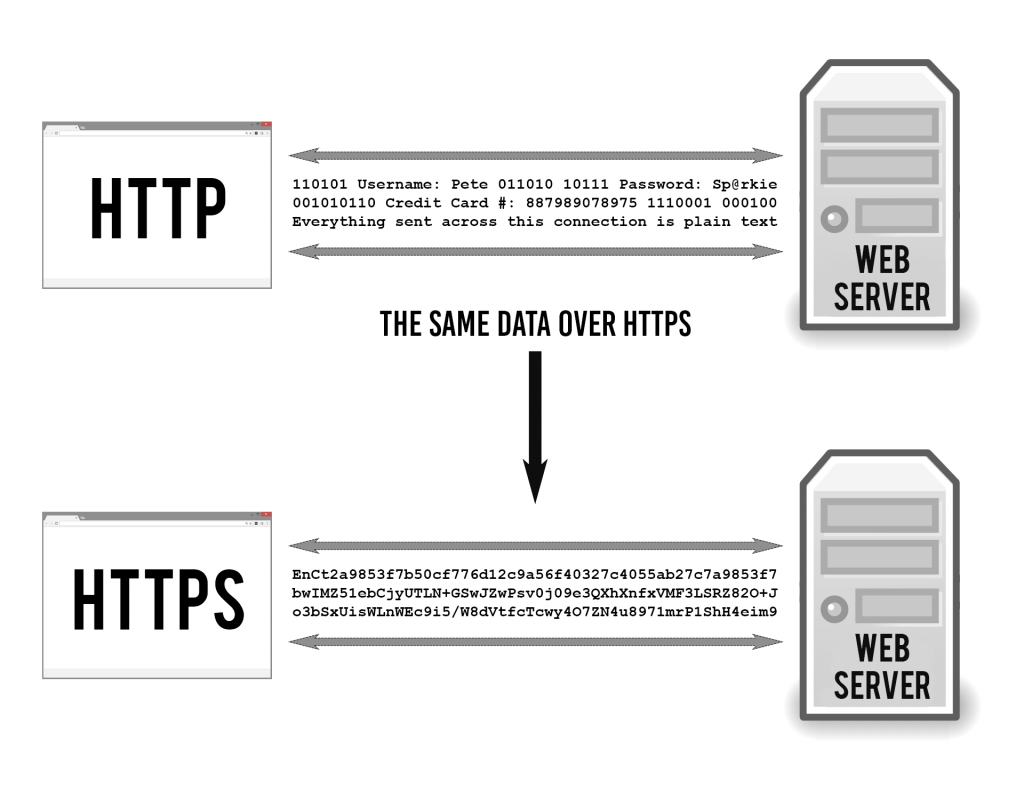 HTTP
110101 Username: Pete 011010 10111 Password: Sp@rkie
001010110 Credit Card #: 887989078975 1110001 000100
Everything sent across this connection is plain text
WEB
SERVER
THE SAME DATA OVER HTTPS
HTTPS
EnCt2a9853f7b50cf776d12c9a56f40327c4055ab27c7a9853f7
bwIMZ51ebCjyUTLN+GSwJZwPsv0j09e3QXhXnfxVMF3LSRZ82O+J
o3bSxUisWLnWEc9i5/W8dVtfcTcwy4O7ZN4u8971mrP1ShH4eim9
WEB
SERVER